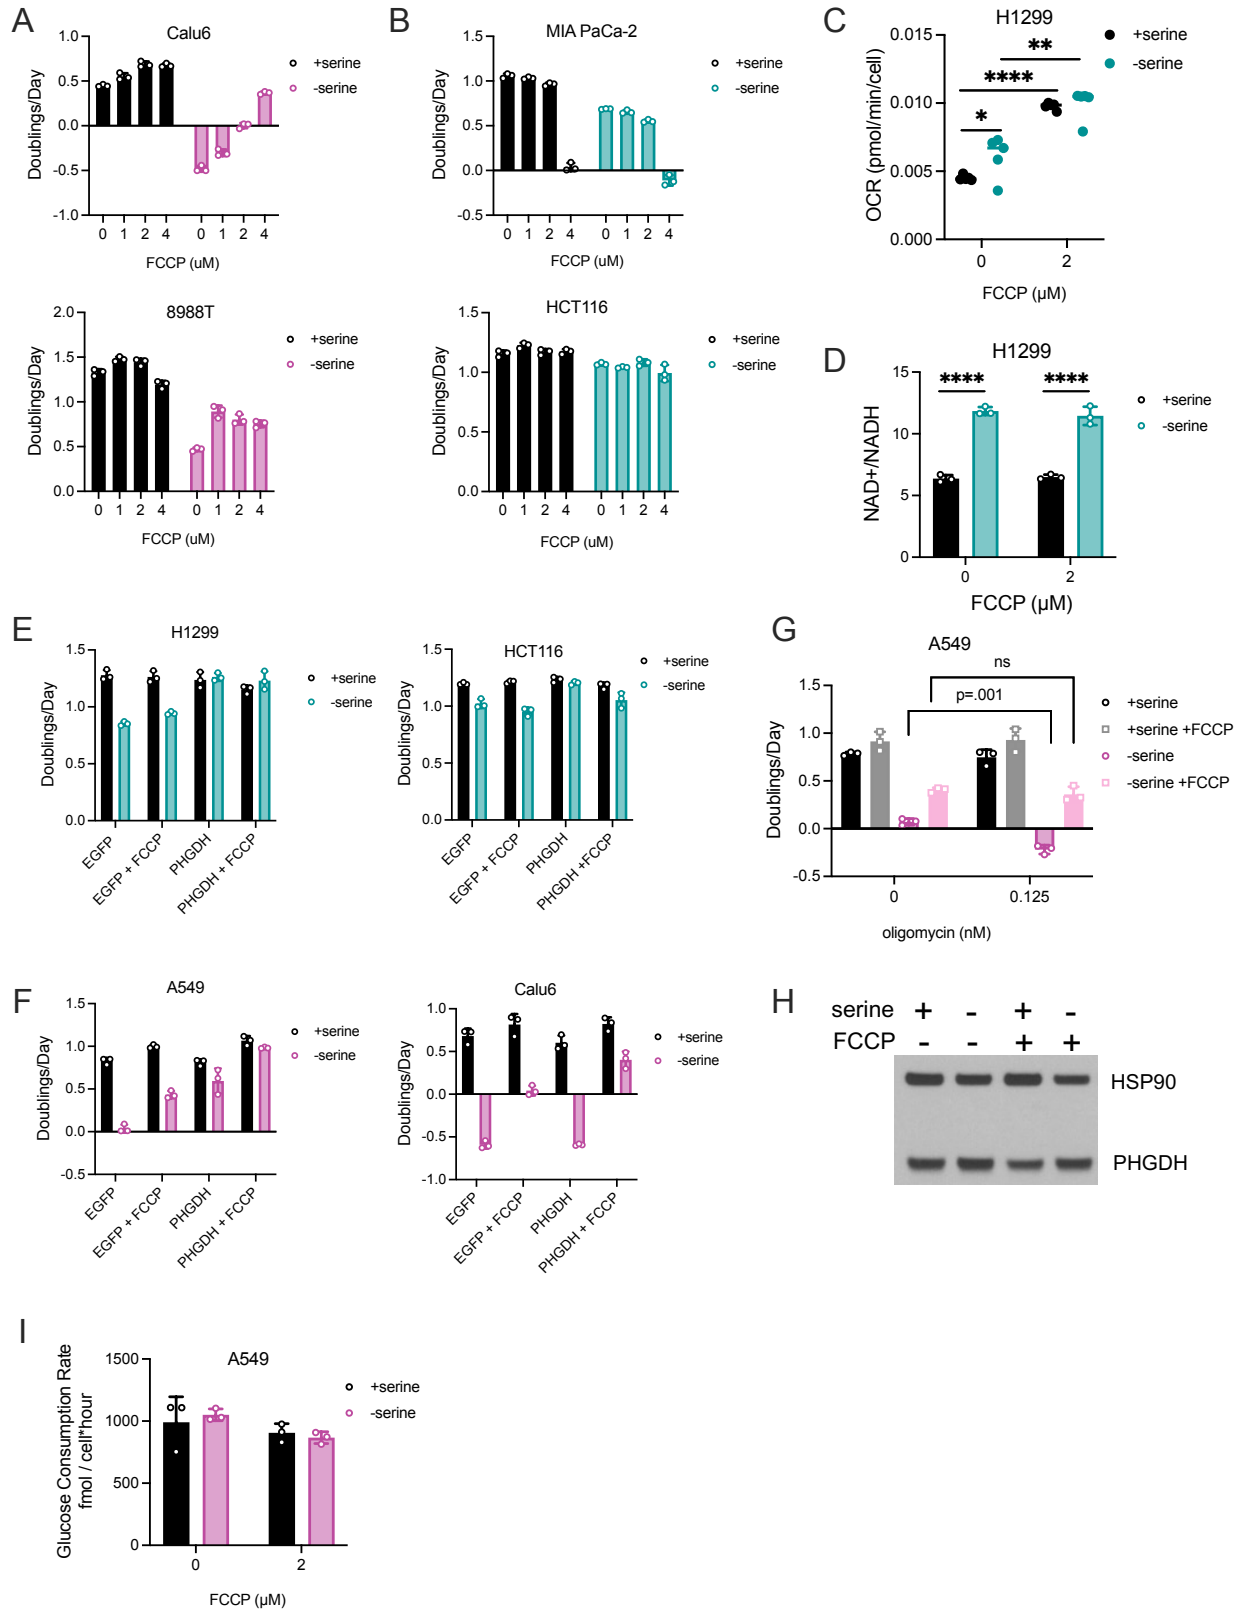 A
Calu6
1.0
0.5
0.0
-0.5
-1.0
Doublings/Day
0 1 2 4 0 1 2 4
FCCP (uM)
+serine
-serine
8988T
2.0
1.5
1.0
0.5
0.0
Doublings/Day
0 1 2 4 0 1 2 4
FCCP (uM)
+serine
-serine
B
MIA PaCa-2
1.5
1.0
0.5
0.0
-0.5
Doublings/Day
0 1 2 4 0 1 2 4
FCCP (uM)
+serine
-serine
HCT116
1.5
1.0
0.5
0.0
Doublings/Day
0 1 2 4 0 1 2 4
FCCP (uM)
+serine
-serine
C
H1299
0.015
0.010
0.005
0.000
OCR (pmol/min/cell)
**
****
*
0 2
FCCP (µM)
+serine
-serine
D
H1299
15
10
5
0
NAD+/NADH
**** ****
0 2
FCCP (µM)
+serine
-serine
E
H1299
1.5
1.0
0.5
0.0
Doublings/Day
EGFP
EGFP + FCCP
PHGDH
PHGDH + FCCP
+serine
-serine
HCT116
1.5
1.0
0.5
0.0
Doublings/Day
EGFP
EGFP + FCCP
PHGDH
PHGDH +FCCP
+serine
-serine
G
A549
ns
p=.001
1.5
1.0
0.5
0.0
-0.5
Doublings/Day
0 0.125
oligomycin (nM)
+serine
+serine +FCCP
-serine
-serine +FCCP
F
A549
1.5
1.0
0.5
0.0
-0.5
Doublings/Day
EGFP
EGFP + FCCP
PHGDH
PHGDH + FCCP
+serine
-serine
Calu6
1.0
0.5
0.0
-0.5
-1.0
Doublings/Day
EGFP
EGFP + FCCP
PHGDH
PHGDH + FCCP
+serine
-serine
H
serine + - + -
FCCP - - + +
HSP90
PHGDH
I
A549
1500
1000
500
0
Glucose Consumption Rate
fmol / cell*hour
0 2
FCCP (µM)
+serine
-serine